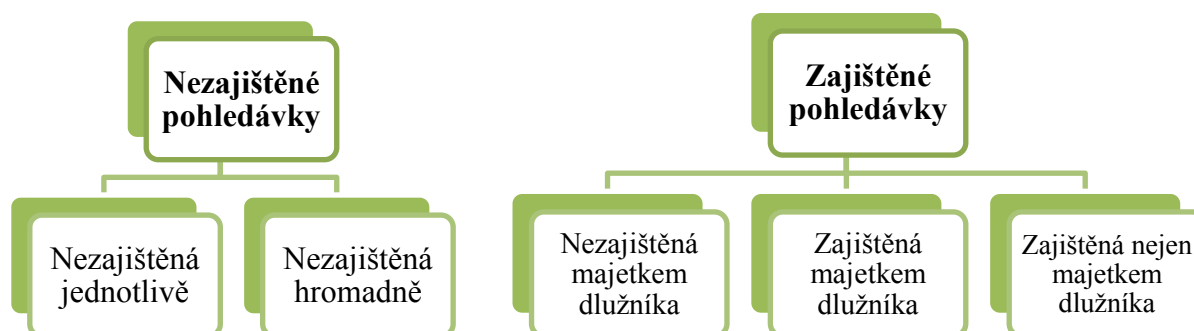 Nezajištěné
pohledávky
Zajištěné
pohledávky
Nezajištěná
jednotlivě
Nezajištěná
hromadně
Nezajištěná
majetkem
dlužníka
Zajištěná
majetkem
dlužníka
Zajištěná nejen
majetkem
dlužníka